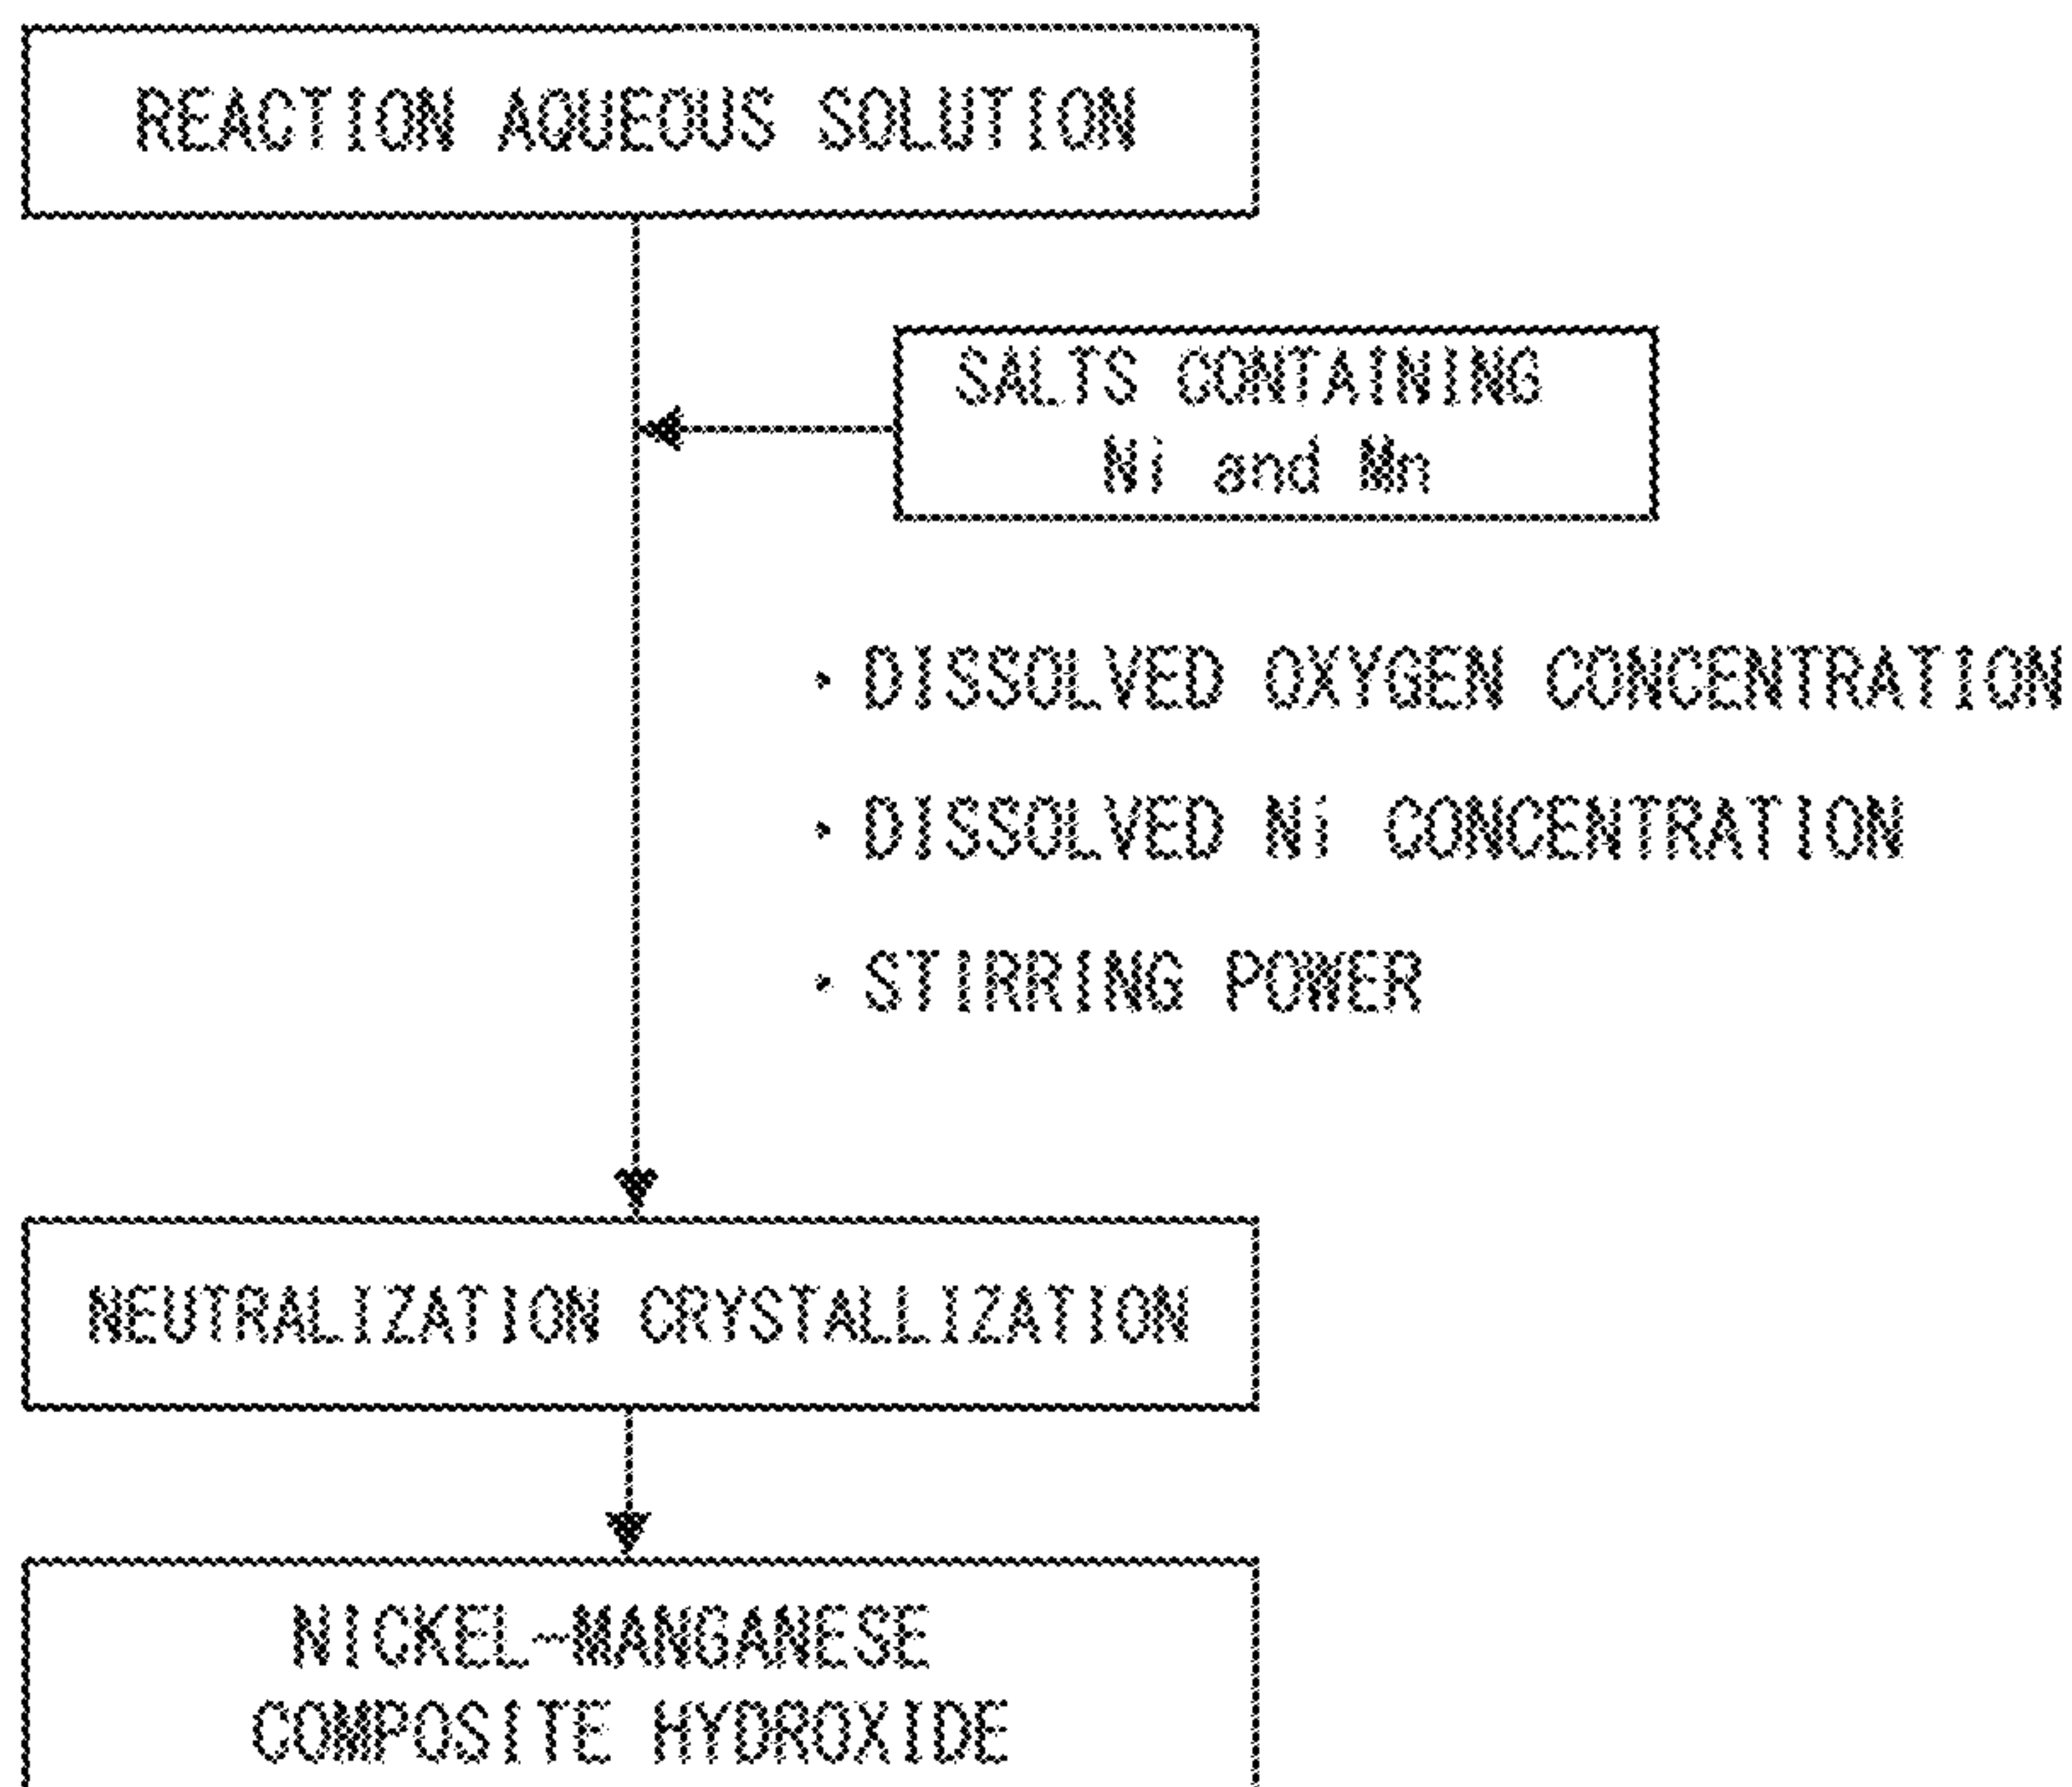 REACTION AQUEOUS SOLUTION
SALTS CONTAINING
Ni and Mn
・DISSOLVED OXYGEN CONCENTRATION
・DISSOLVED Ni CONCENTRATION
・STIRRING POWER
NEUTRALIZATION CRYSTALLIZATION
NICKEL-MANGANESE
COMPOSITE HYDROXIDE